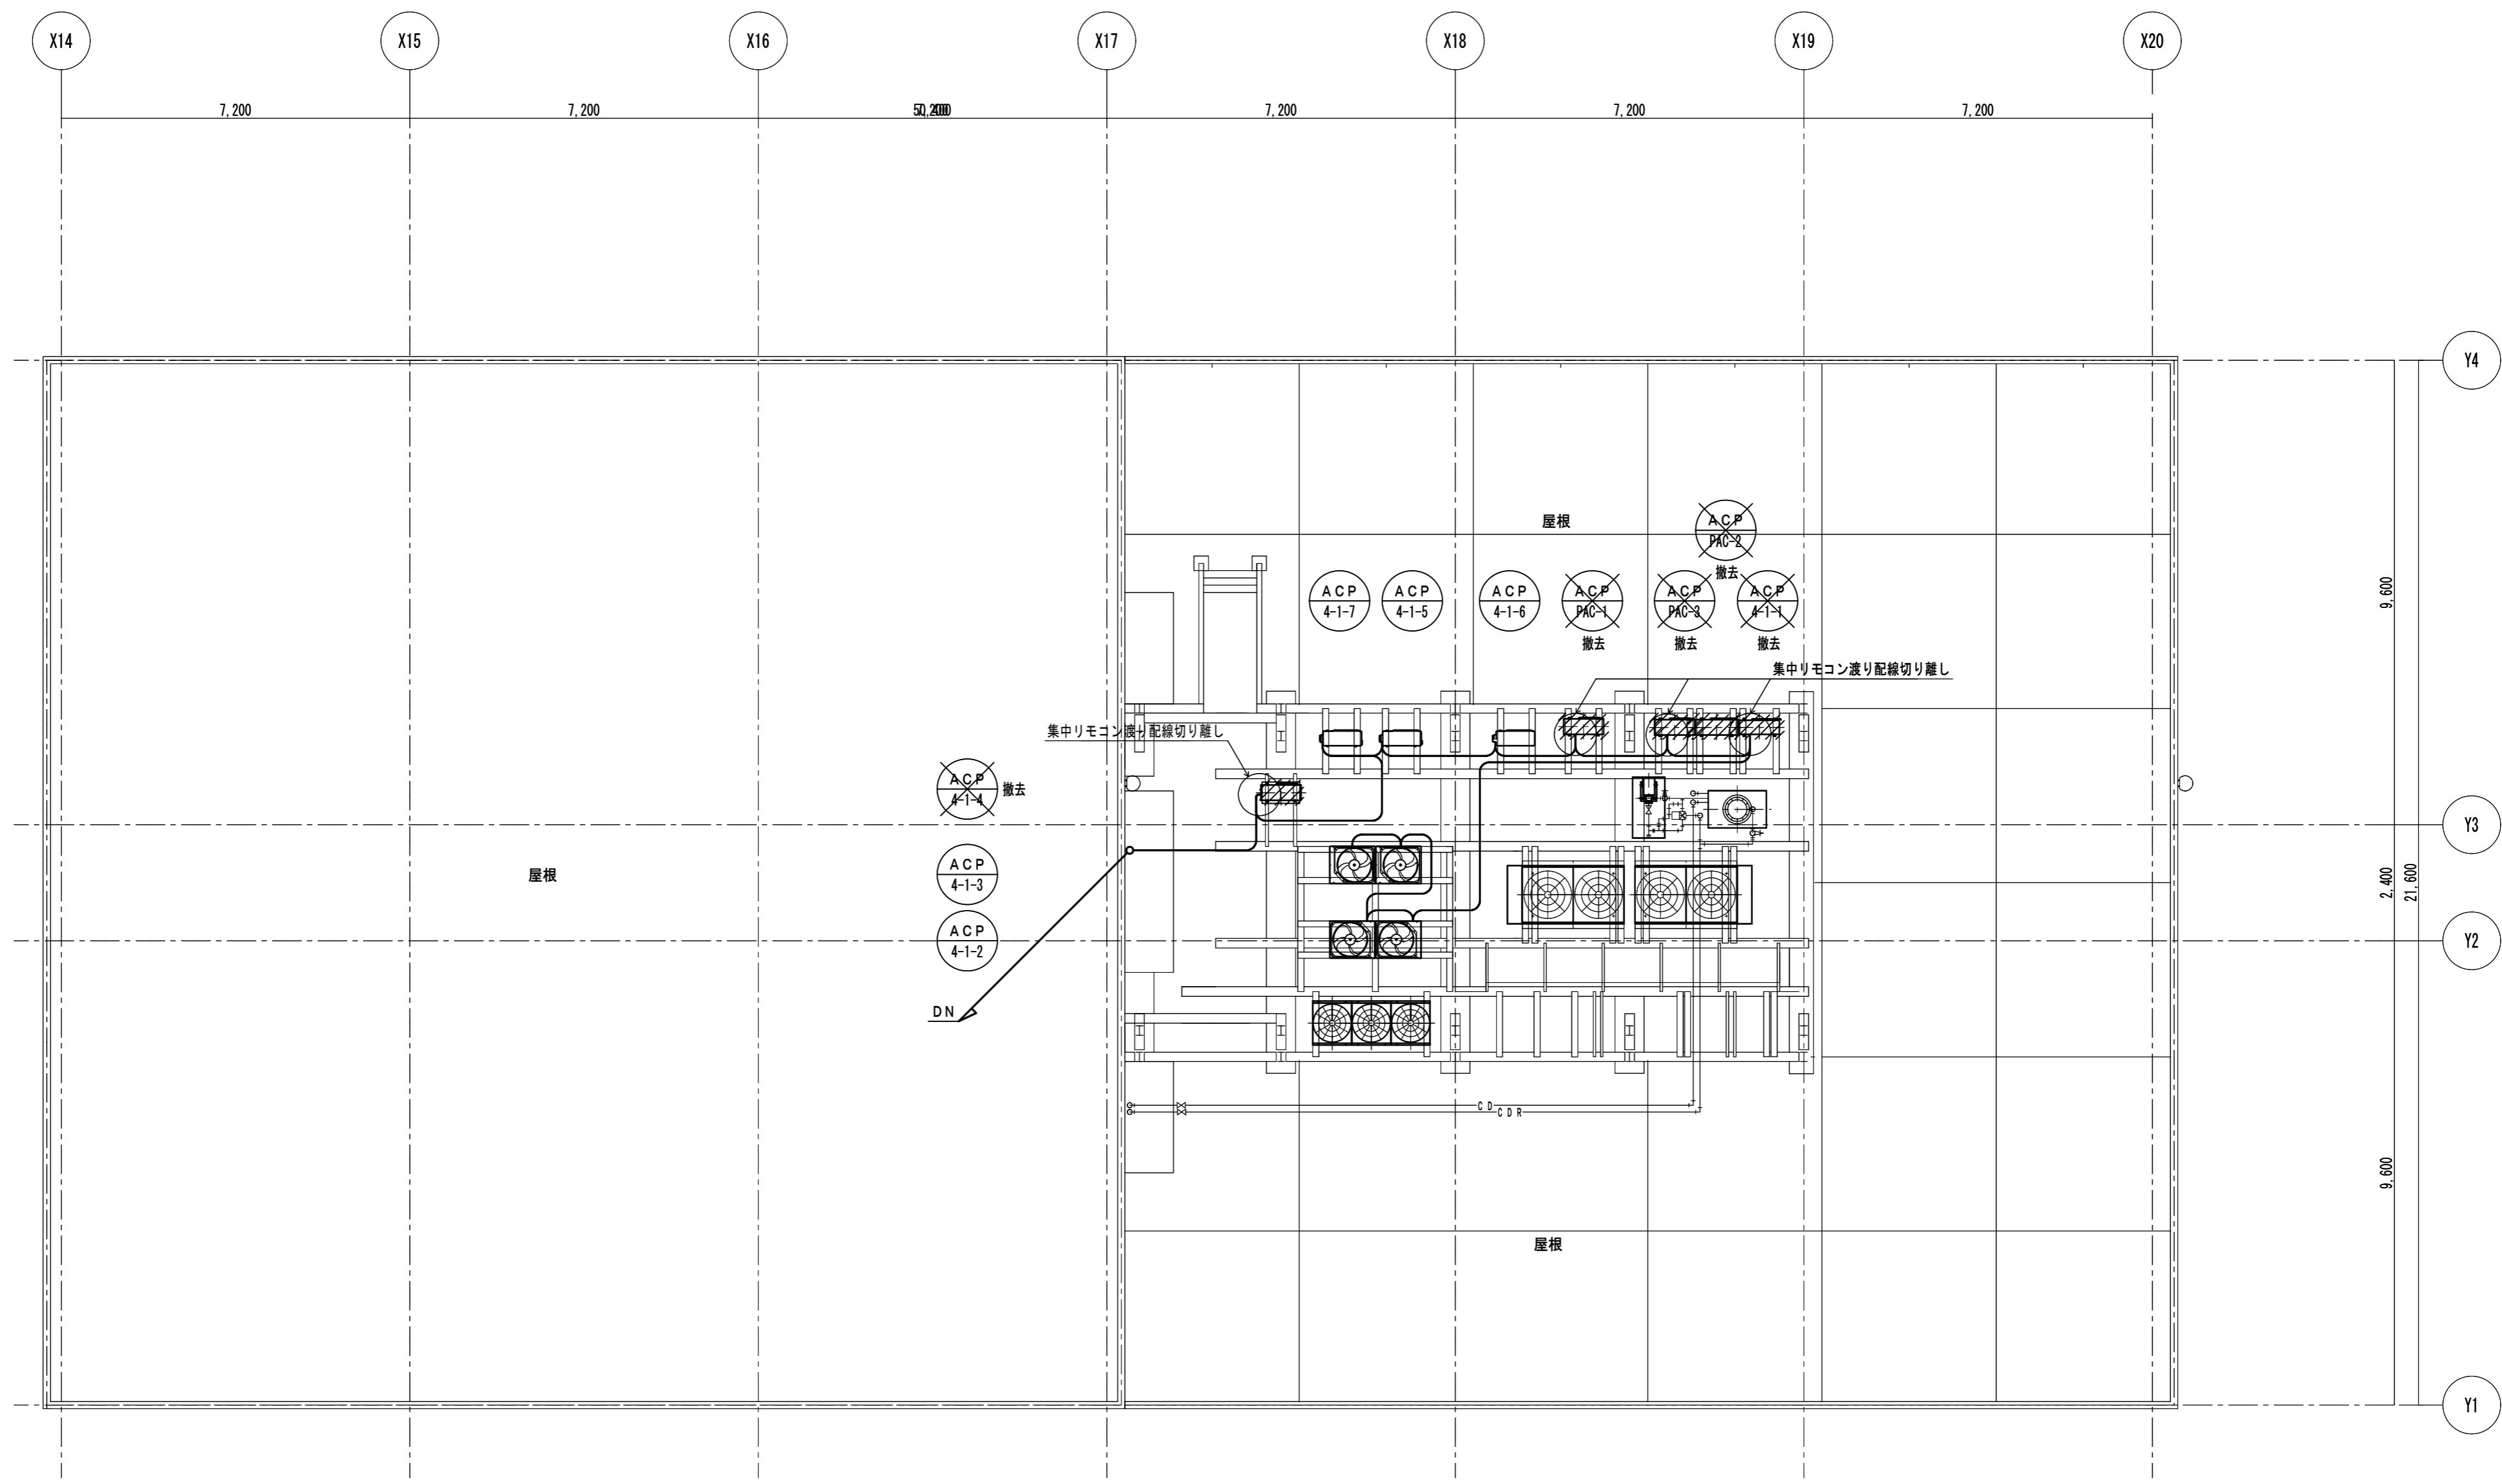 X14
X15
X16
X17
X18
X19
X20
7,200
7,200
7,200
7,200
7,200
Y4
屋根
ACP
PAC-2
撤去
ACP
4-1-7
ACP
4-1-5
ACP
4-1-6
ACP
PAC-1
撤去
ACP
PAC-3
撤去
ACP
4-1-1
撤去
9,600
集中リモコン渡り配線切り離し
集中リモコン渡り配線切り離し
ACP
4-1-4
撤去
Y3
屋根
ACP
4-1-3
2,400
21,600
ACP
4-1-2
Y2
DN
CD
CDR
9,600
屋根
Y1